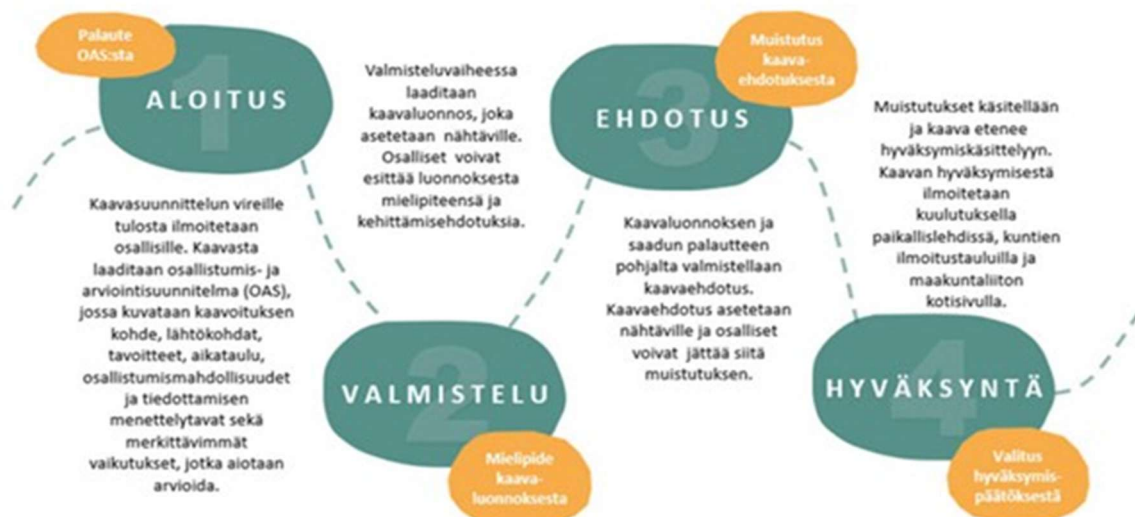 Palaute
OAS:sta
1
ALOITUS
Kaavasuunnittelun vireille
tulosta ilmoitetaan
osallisille. Kaavasta
laaditaan osallistumis- ja
arviointisuunnitelma (OAS),
jossa kuvataan kaavoituksen
kohde, lähtökohdat,
tavoitteet, aikataulu,
osallistumismahdollisuudet
ja tiedottamisen
menettelytavat sekä
merkittävimmät
vaikutukset, jotka aiotaan
arvioida.
Valmisteluvaiheessa
laaditaan
kaavaluonnos, joka
asetetaan nähtäville.
Osalliset voivat
esittää luonnoksesta
mielipiteensä ja
kehittämisehdotuksia.
2
VALMISTELU
Mielipide
kaava-
luonnoksesta
Muistutus
kaava-
ehdotuksesta
3
EHDOTUS
Kaavaluonnoksen ja
saadun palautteen
pohjalta valmistellaan
kaavaehdotus.
Kaavaehdotus asetetaan
nähtäville ja osalliset
voivat jättää siitä
muistutuksen.
Muistutukset käsitellään
ja kaava etenee
hyväksymiskäsittelyyn.
Kaavan hyväksymisestä
ilmoitetaan
kuulutuksella
paikallislehdissä, kuntien
ilmoitustauluilla ja
maakuntaliiton
kotisivulla.
4
HYVÄKSYNTÄ
Valitus
hyväksymis-
päätöksestä